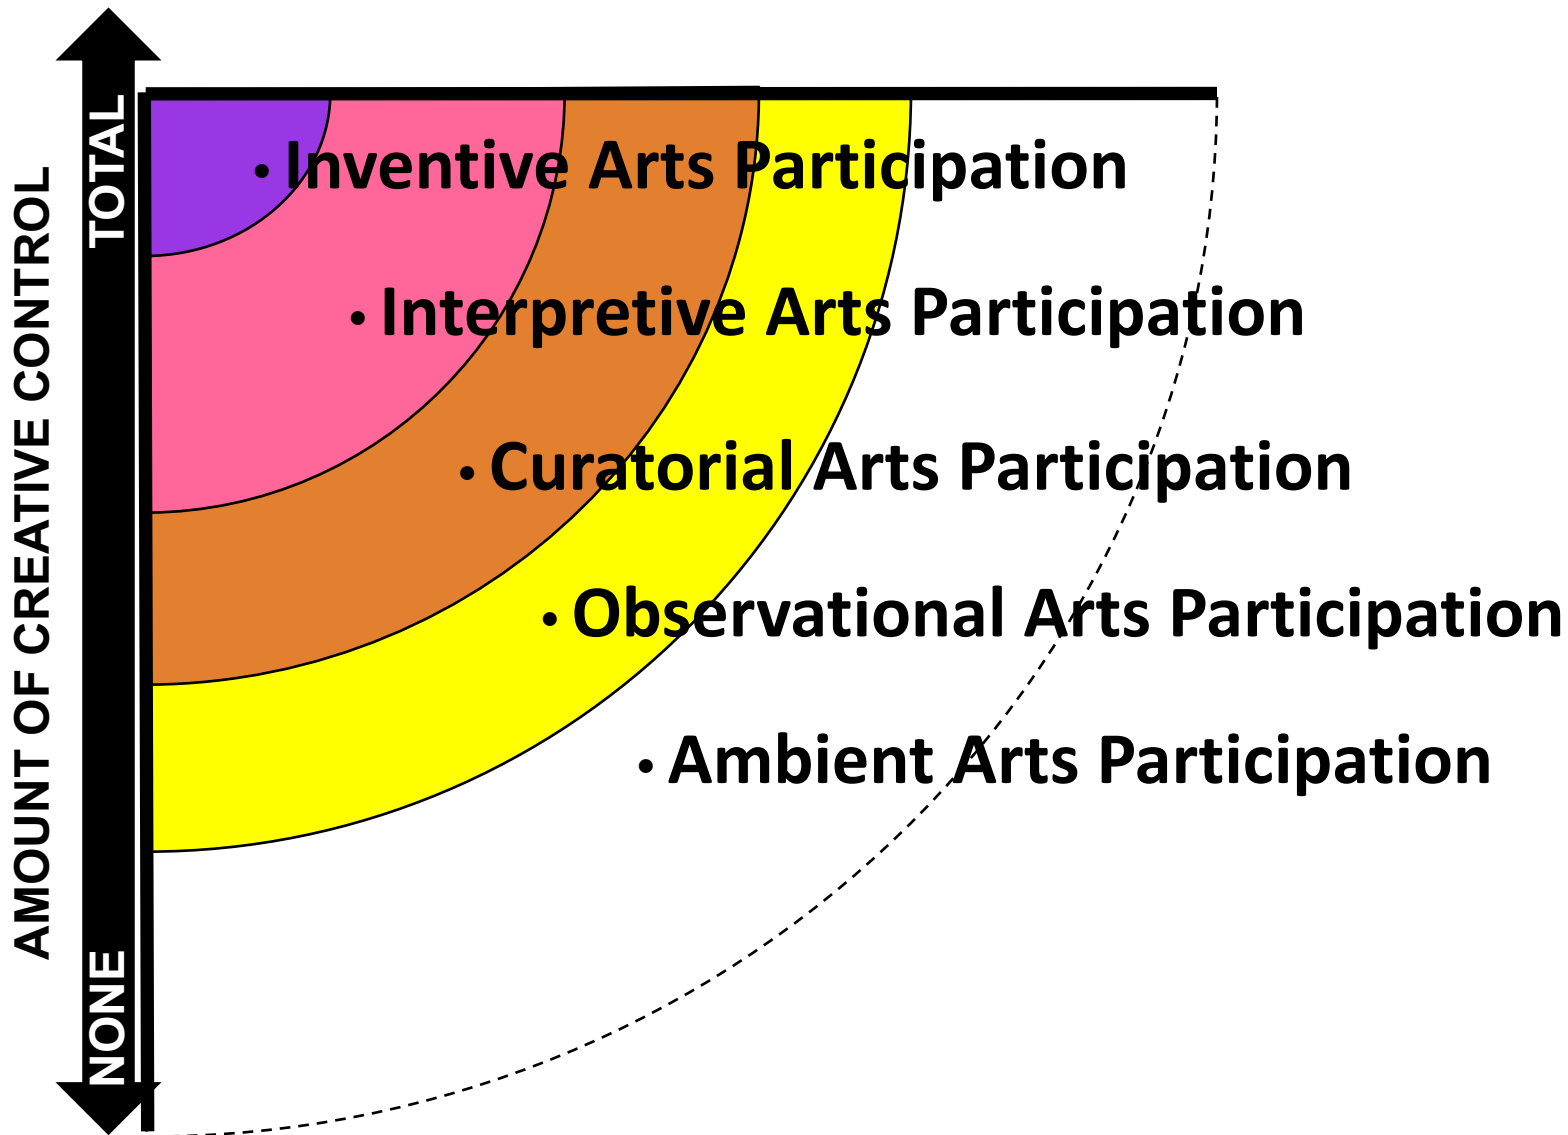 AMOUNT OF CREATIVE CONTROL
TOTAL
NONE
• Inventive Arts Participation
• Interpretive Arts Participation
• Curatorial Arts Participation
• Observational Arts Participation
• Ambient Arts Participation